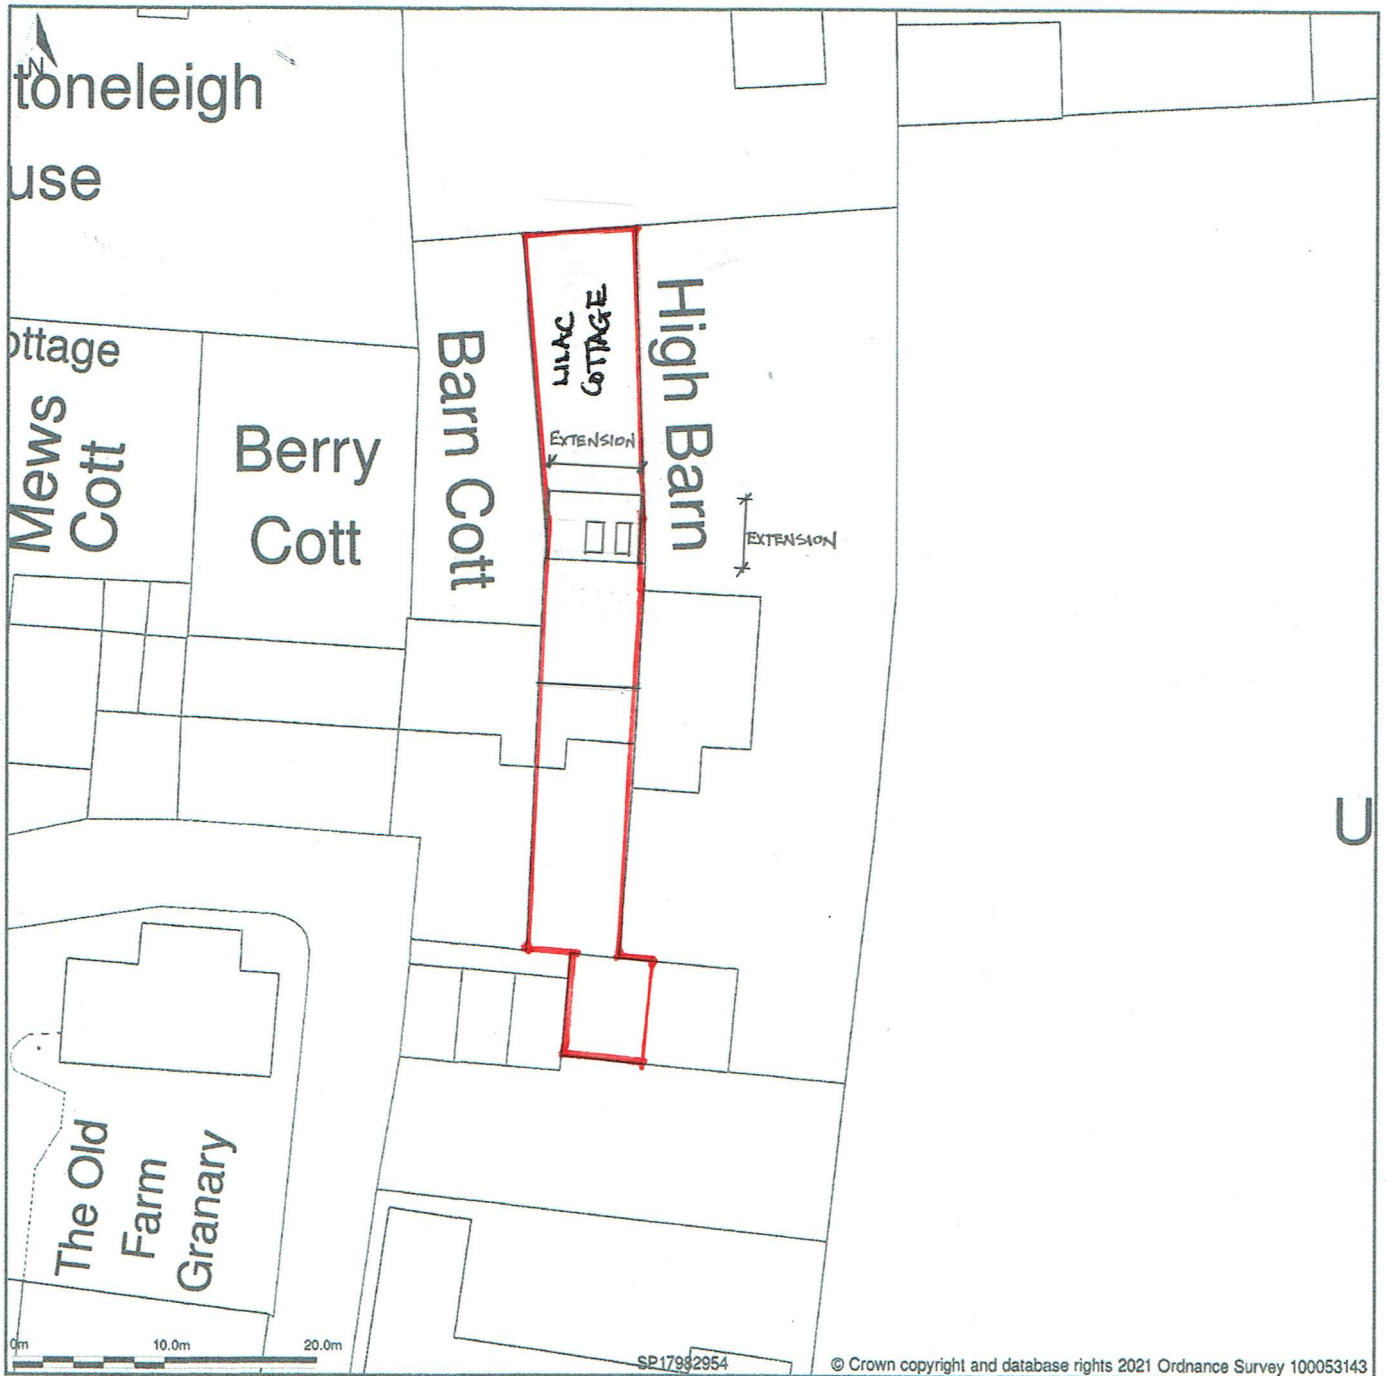 N
toneleigh
use
ottage
Mews
Cott
Berry
Cott
Barn Cott
LILAC
COTTAGE
High Barn
EXTENSION
EXTENSION
U
The Old
Farm
Granary
0m 10.0m 20.0m
SP17982954
© Crown copyright and database rights 2021 Ordnance Survey 100053143